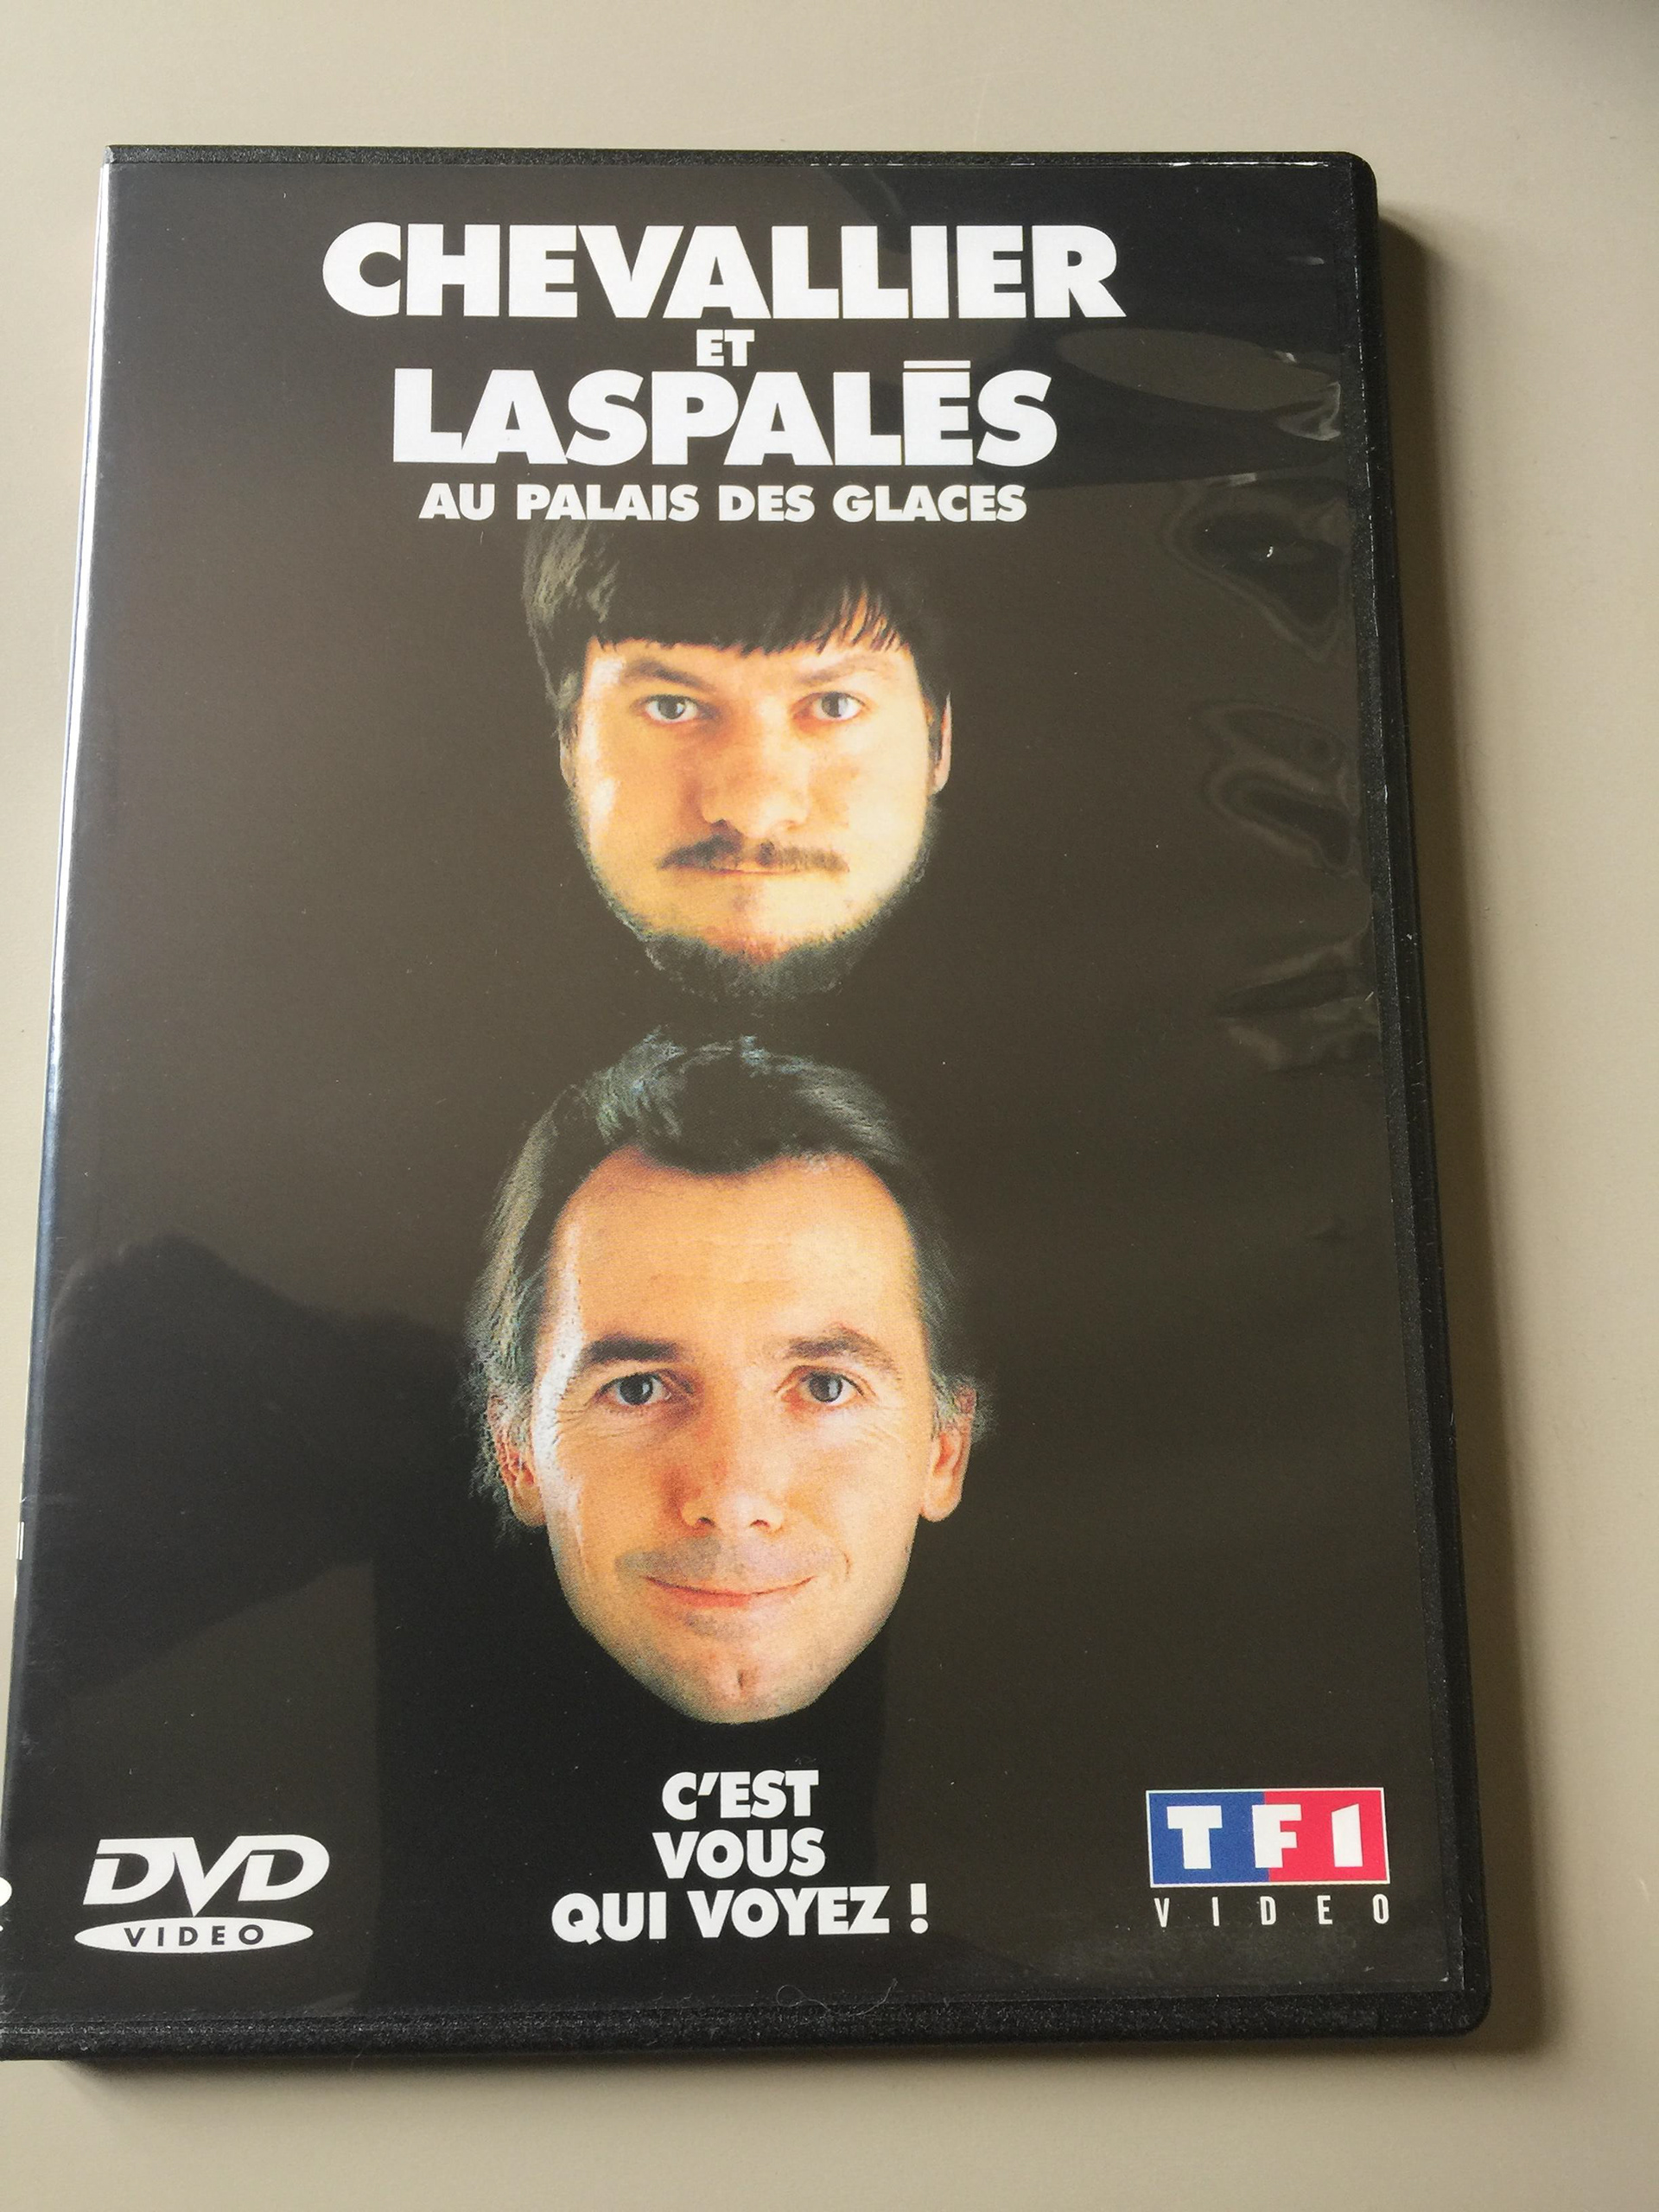 CHEVALLIER
ET
LASPALĒS
AU PALAIS DES GLACES
C'EST
VOUS
QUI VOYEZ !
DVD
VIDEO
TF1
VIDEO